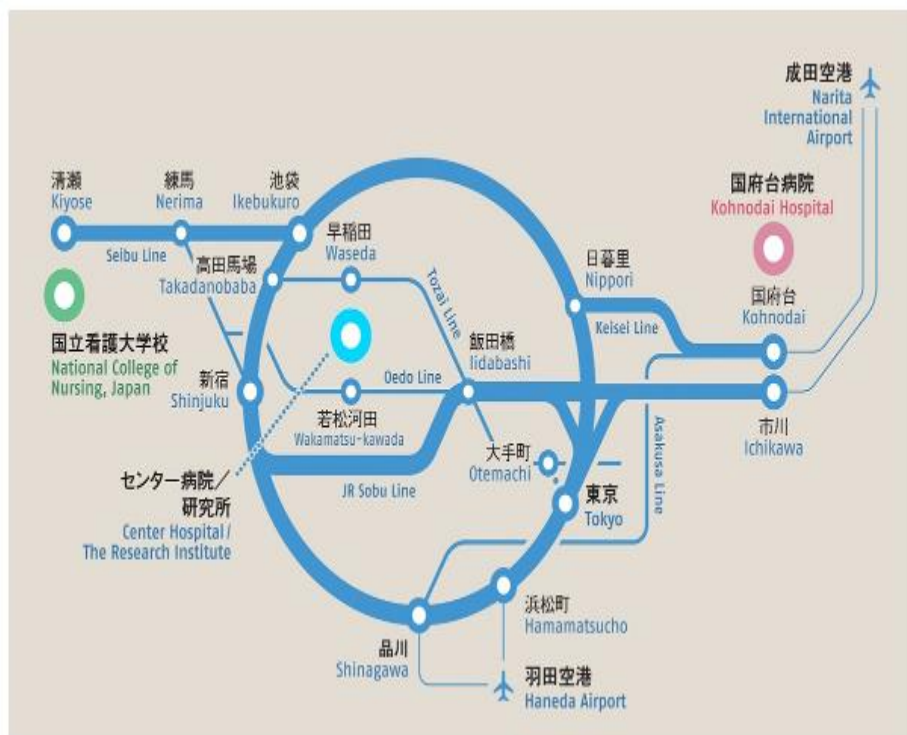 成田空港
Narita
International
Airport
国府台病院
Kohnodai Hospital
清瀬
Kiyose
練馬
Nerima
池袋
Ikebukuro
早稲田
Waseda
Seibu Line
高田馬場
Takadanobaba
Tozai Line
日暮里
Nippori
国府台
Kohnodai
Keisei Line
国立看護大学校
National College of
Nursing, Japan
飯田橋
Iidabashi
新宿
Shinjuku
Oedo Line
若松河田
Wakamatsu-kawada
市川
Ichikawa
Asakusa Line
大手町
Otemachi
センター病院/
研究所
Center Hospital/
The Research Institute
JR Sobu Line
東京
Tokyo
浜松町
Hamamatsucho
品川
Shinagawa
羽田空港
Haneda Airport